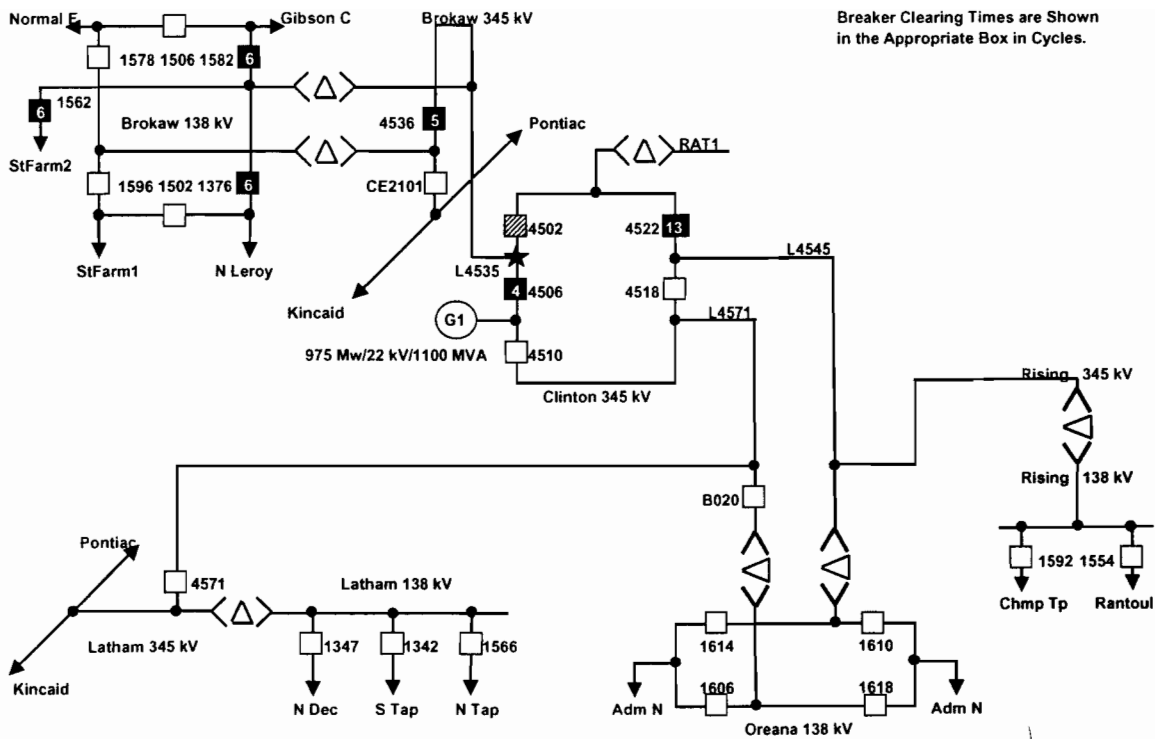 Normal E
Gibson C
Brokaw 345 kV
Breaker Clearing Times are Shown
in the Appropriate Box in Cycles.
1578 1506 1582
6
1562
6
Brokaw 138 kV
StFarm2
4536
5
Pontiac
RAT1
1596 1502 1376
6
CE2101
4502
4522
13
StFarm1
N Leroy
L4535
L4545
4
4506
4518
Kincaid
G1
L4571
975 Mw/22 kV/1100 MVA
4510
Clinton 345 kV
Rising 345 kV
Rising 138 kV
B020
Pontiac
4571
Latham 138 kV
1592
1554
Chmp Tp
Rantoul
Latham 345 kV
1347
1342
1566
1614
1610
Kincaid
N Dec
S Tap
N Tap
1606
1618
Adm N
Adm N
Oreana 138 kV